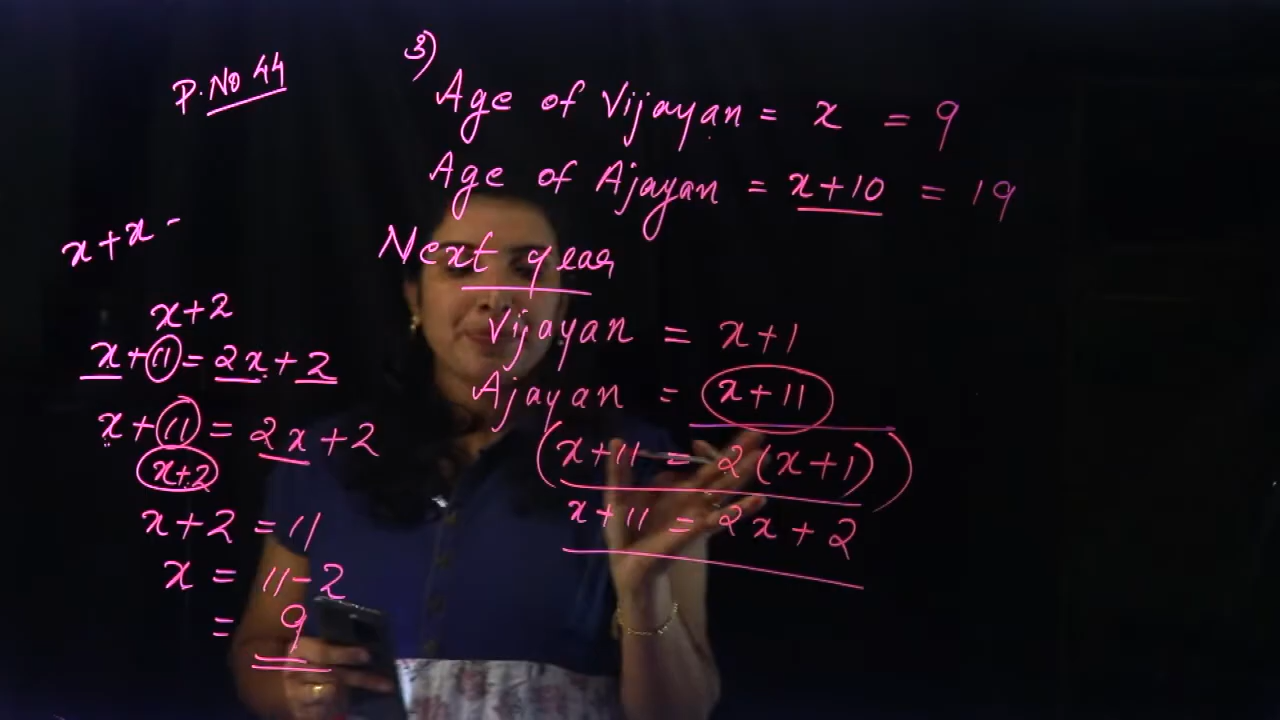 P.No 44
3)
Age of Vijayan = x = 9
Age of Ajayan = x+10 = 19
Next year
Vijayan = x+1
Ajayan = x+11
(x+11 = 2(x+1))
x+11 = 2x+2
x+x -
x+2
x+11 = 2x+2
x+11 = 2x+2
x+2
x+2 = 11
x = 11-2
= 9